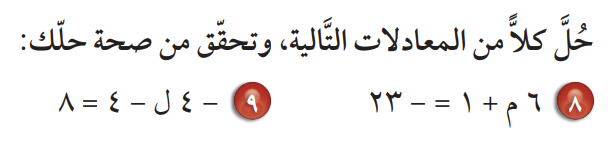 حُلَّ كلاًّ من المعادلات التَّالية، وتحقّق من صحة حلّك:
٨ ٦ م + ١ = – ٢٣ ٩ – ٤ ل – ٤ = ٨